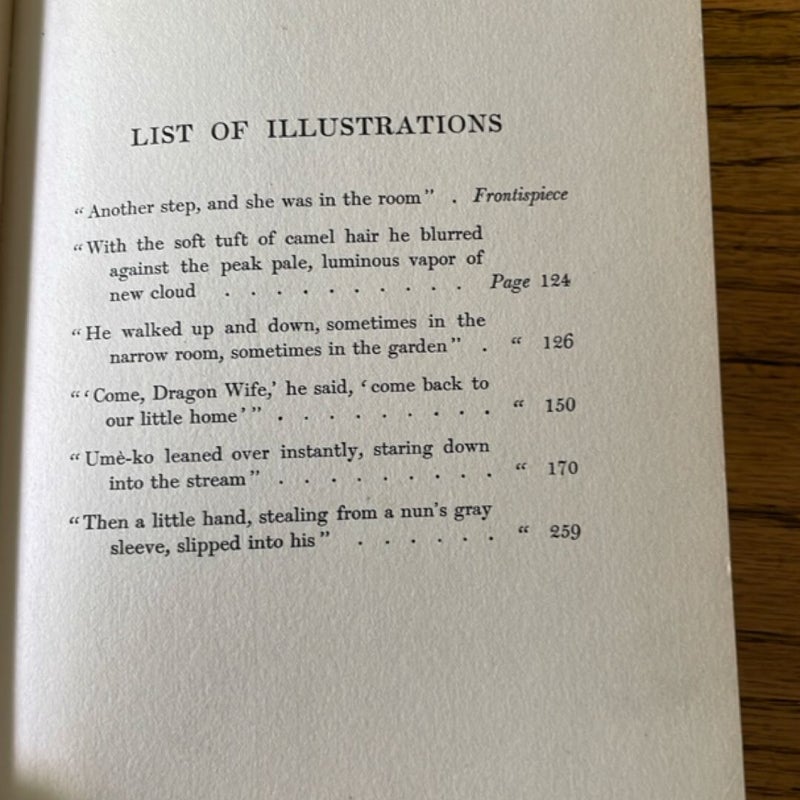 LIST OF ILLUSTRATIONS
“Another step, and she was in the room” . Frontispiece
“With the soft tuft of camel hair he blurred
against the peak pale, luminous vapor of
new cloud . . . . . . . . . . Page 124
“He walked up and down, sometimes in the
narrow room, sometimes in the garden” . “ 126
“‘Come, Dragon Wife,’ he said, ‘come back to
our little home’” . . . . . . . . . “ 150
“Umè-ko leaned over instantly, staring down
into the stream” . . . . . . . . . “ 170
“Then a little hand, stealing from a nun’s gray
sleeve, slipped into his” . . . . . . “ 259